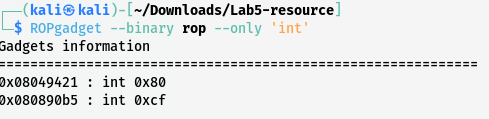 ┌──(kali㉿kali)-[~/Downloads/Lab5-resource]
└─$ ROPgadget --binary rop --only 'int'
Gadgets information
============================================================
0x08049421 : int 0x80
0x080890b5 : int 0xcf